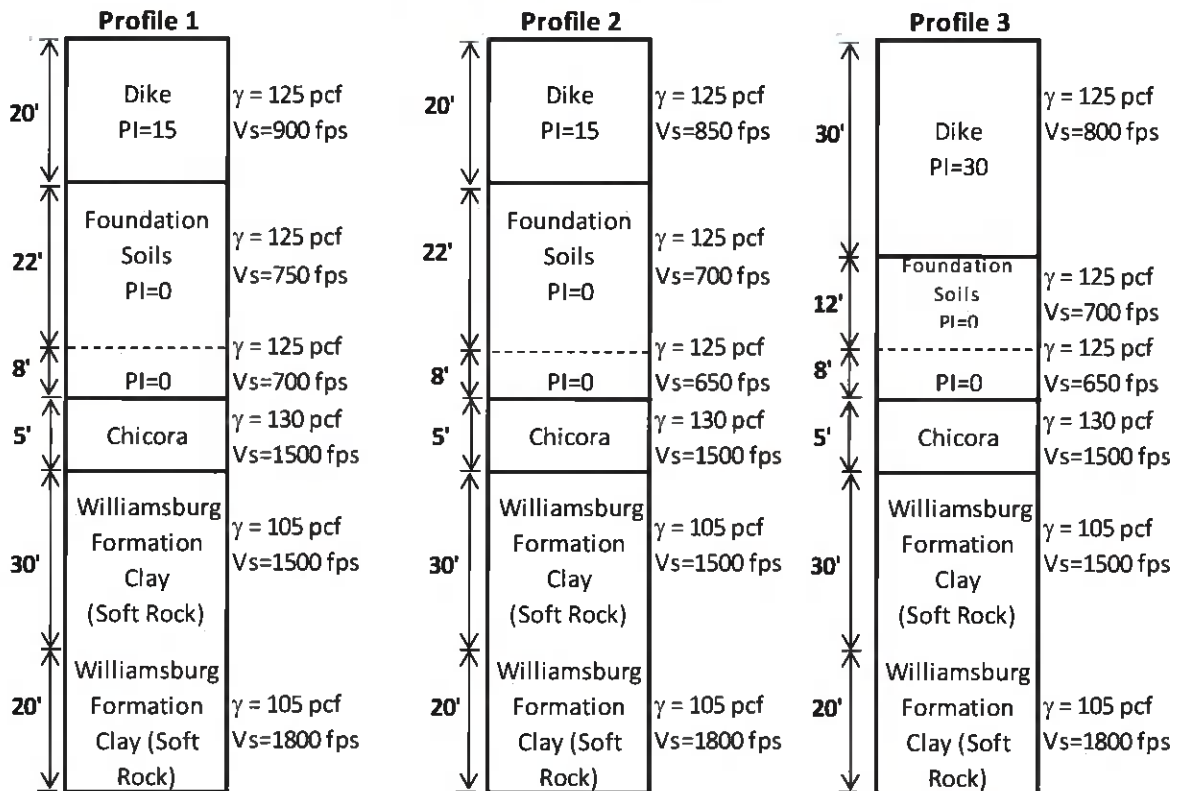 Profile 1
20'
Dike
PI=15
γ = 125 pcf
Vs=900 fps
22'
Foundation
Soils
PI=0
γ = 125 pcf
Vs=750 fps
8'
PI=0
γ = 125 pcf
Vs=700 fps
5'
Chicora
γ = 130 pcf
Vs=1500 fps
30'
Williamsburg
Formation
Clay
(Soft Rock)
γ = 105 pcf
Vs=1500 fps
20'
Williamsburg
Formation
Clay (Soft
Rock)
γ = 105 pcf
Vs=1800 fps
Profile 2
20'
Dike
PI=15
γ = 125 pcf
Vs=850 fps
22'
Foundation
Soils
PI=0
γ = 125 pcf
Vs=700 fps
8'
PI=0
γ = 125 pcf
Vs=650 fps
5'
Chicora
γ = 130 pcf
Vs=1500 fps
30'
Williamsburg
Formation
Clay
(Soft Rock)
γ = 105 pcf
Vs=1500 fps
20'
Williamsburg
Formation
Clay (Soft
Rock)
γ = 105 pcf
Vs=1800 fps
Profile 3
30'
Dike
PI=30
γ = 125 pcf
Vs=800 fps
12'
Foundation
Soils
PI=0
γ = 125 pcf
Vs=700 fps
8'
PI=0
γ = 125 pcf
Vs=650 fps
5'
Chicora
γ = 130 pcf
Vs=1500 fps
30'
Williamsburg
Formation
Clay
(Soft Rock)
γ = 105 pcf
Vs=1500 fps
20'
Williamsburg
Formation
Clay (Soft
Rock)
γ = 105 pcf
Vs=1800 fps